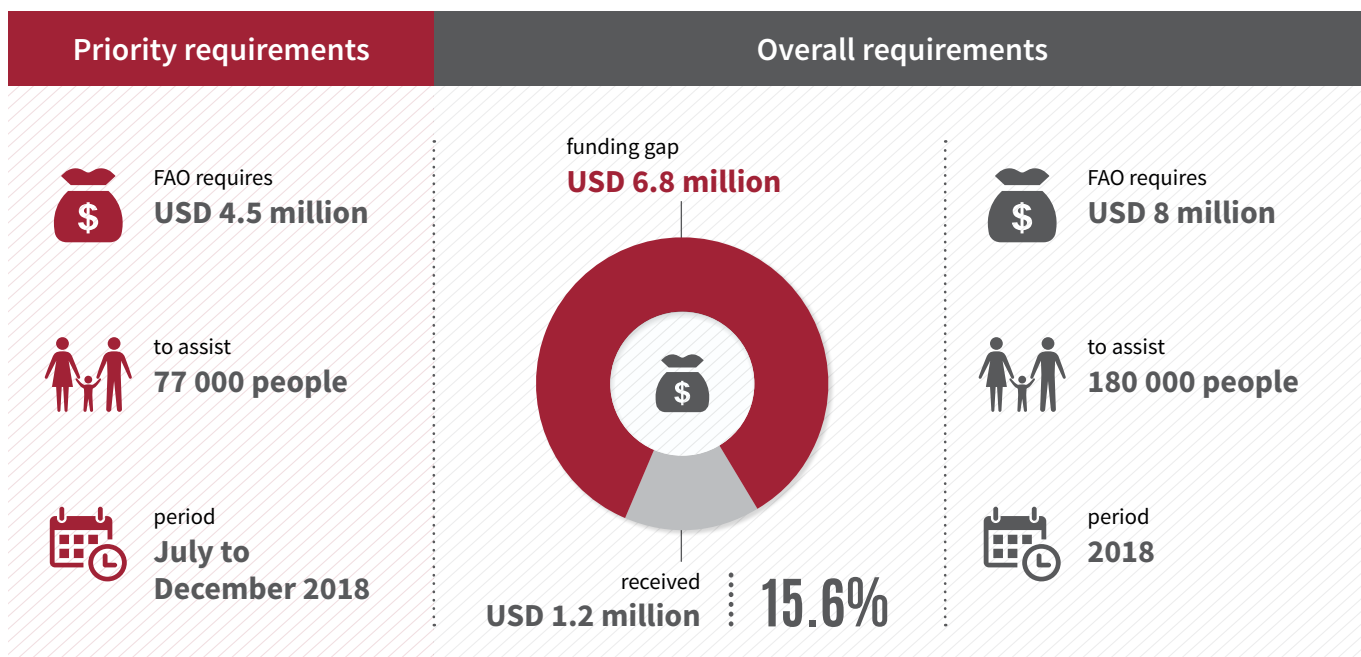 Priority requirements
Overall requirements
FAO requires
USD 4.5 million
to assist
77 000 people
period
July to
December 2018
funding gap
USD 6.8 million
$
$
$
received
USD 1.2 million
15.6%
FAO requires
USD 8 million
to assist
180 000 people
period
2018